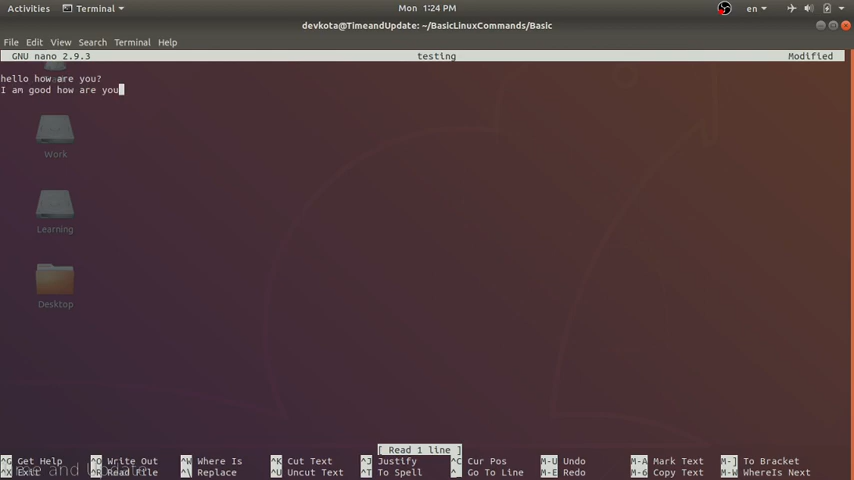 Activities Terminal Mon 1:24 PM en
devkota@TimeandUpdate: ~/BasicLinuxCommands/Basic
File Edit View Search Terminal Help
GNU nano 2.9.3 testing Modified
hello how are you?
I am good how are you
Work
Learning
Desktop
[ Read 1 line ]
^G Get Help ^O Write Out ^W Where Is ^K Cut Text ^J Justify ^C Cur Pos M-U Undo M-A Mark Text M-] To Bracket
^X Exit ^R Read File ^\ Replace ^U Uncut Text ^T To Spell ^_ Go To Line M-E Redo M-6 Copy Text M-W WhereIs Next
Time and Update